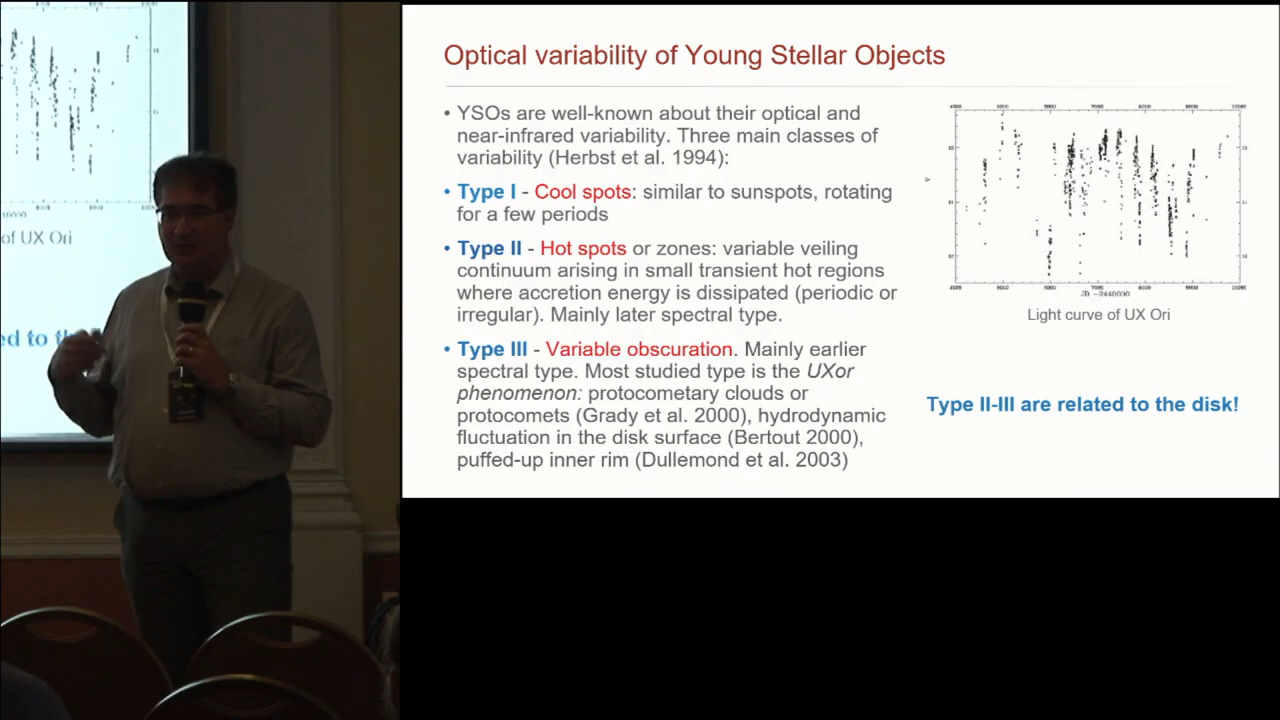 of UX Ori
ed to th
Optical variability of Young Stellar Objects
• YSOs are well-known about their optical and
near-infrared variability. Three main classes of
variability (Herbst et al. 1994):
• Type I - Cool spots: similar to sunspots, rotating
for a few periods
• Type II - Hot spots or zones: variable veiling
continuum arising in small transient hot regions
where accretion energy is dissipated (periodic or
irregular). Mainly later spectral type.
• Type III - Variable obscuration. Mainly earlier
spectral type. Most studied type is the UXor
phenomenon: protocometary clouds or
protocomets (Grady et al. 2000), hydrodynamic
fluctuation in the disk surface (Bertout 2000),
puffed-up inner rim (Dullemond et al. 2003)
Light curve of UX Ori
Type II-III are related to the disk!